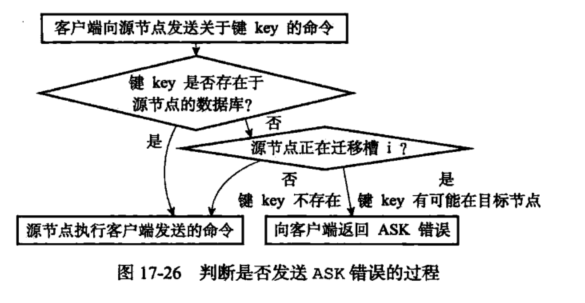 客户端向源节点发送关于键 key 的命令
键 key 是否存在于
源节点的数据库?
是
否
源节点正在迁移槽 i ?
否
键 key 不存在
是
键 key 有可能在目标节点
源节点执行客户端发送的命令
向客户端返回 ASK 错误
图 17-26 判断是否发送 ASK 错误的过程